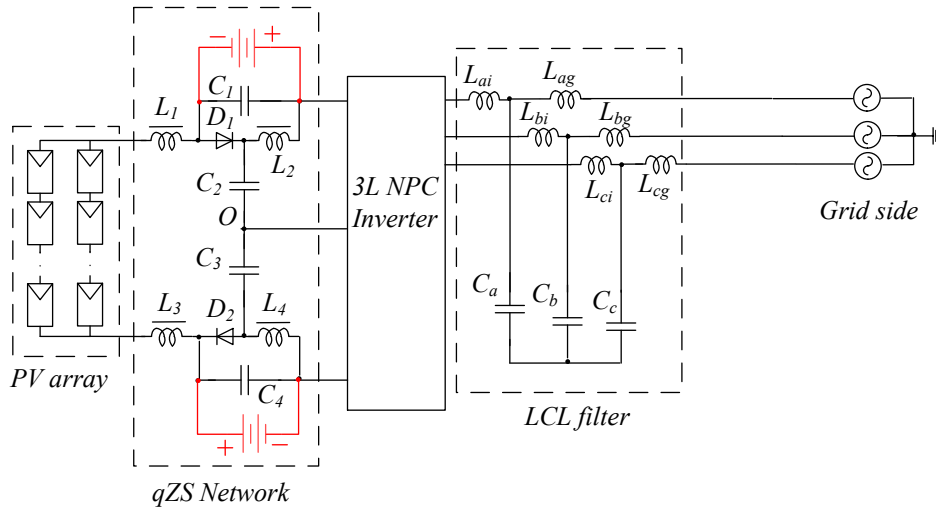 − +
C1
L1
D1
L2
C2
O
C3
L3
D2
L4
C4
+ −
PV array
qZS Network
3L NPC
Inverter
Lai
Lag
Lbi
Lbg
Lci
Lcg
Ca
Cb
Cc
LCL filter
Grid side